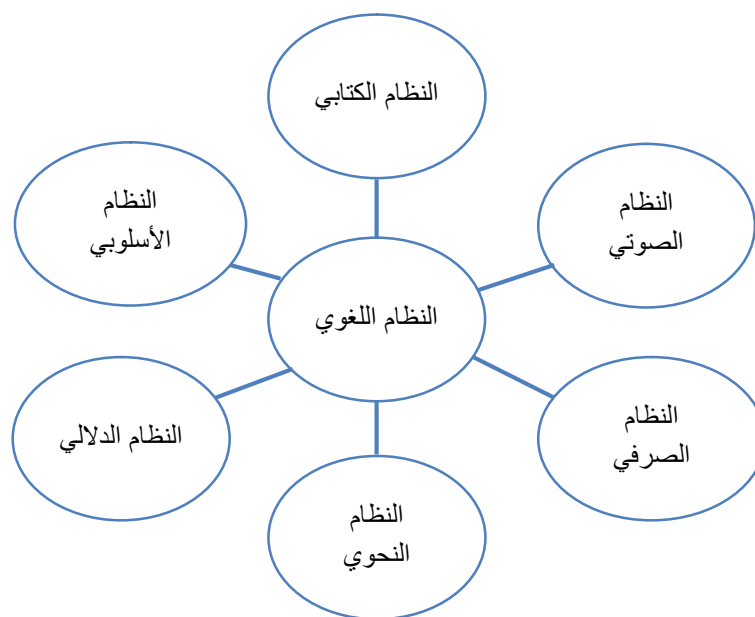 النظام الكتابي
النظام
الصوتي
النظام
الأسلوبي
النظام اللغوي
النظام
الصرفي
النظام الدلالي
النظام
النحوي